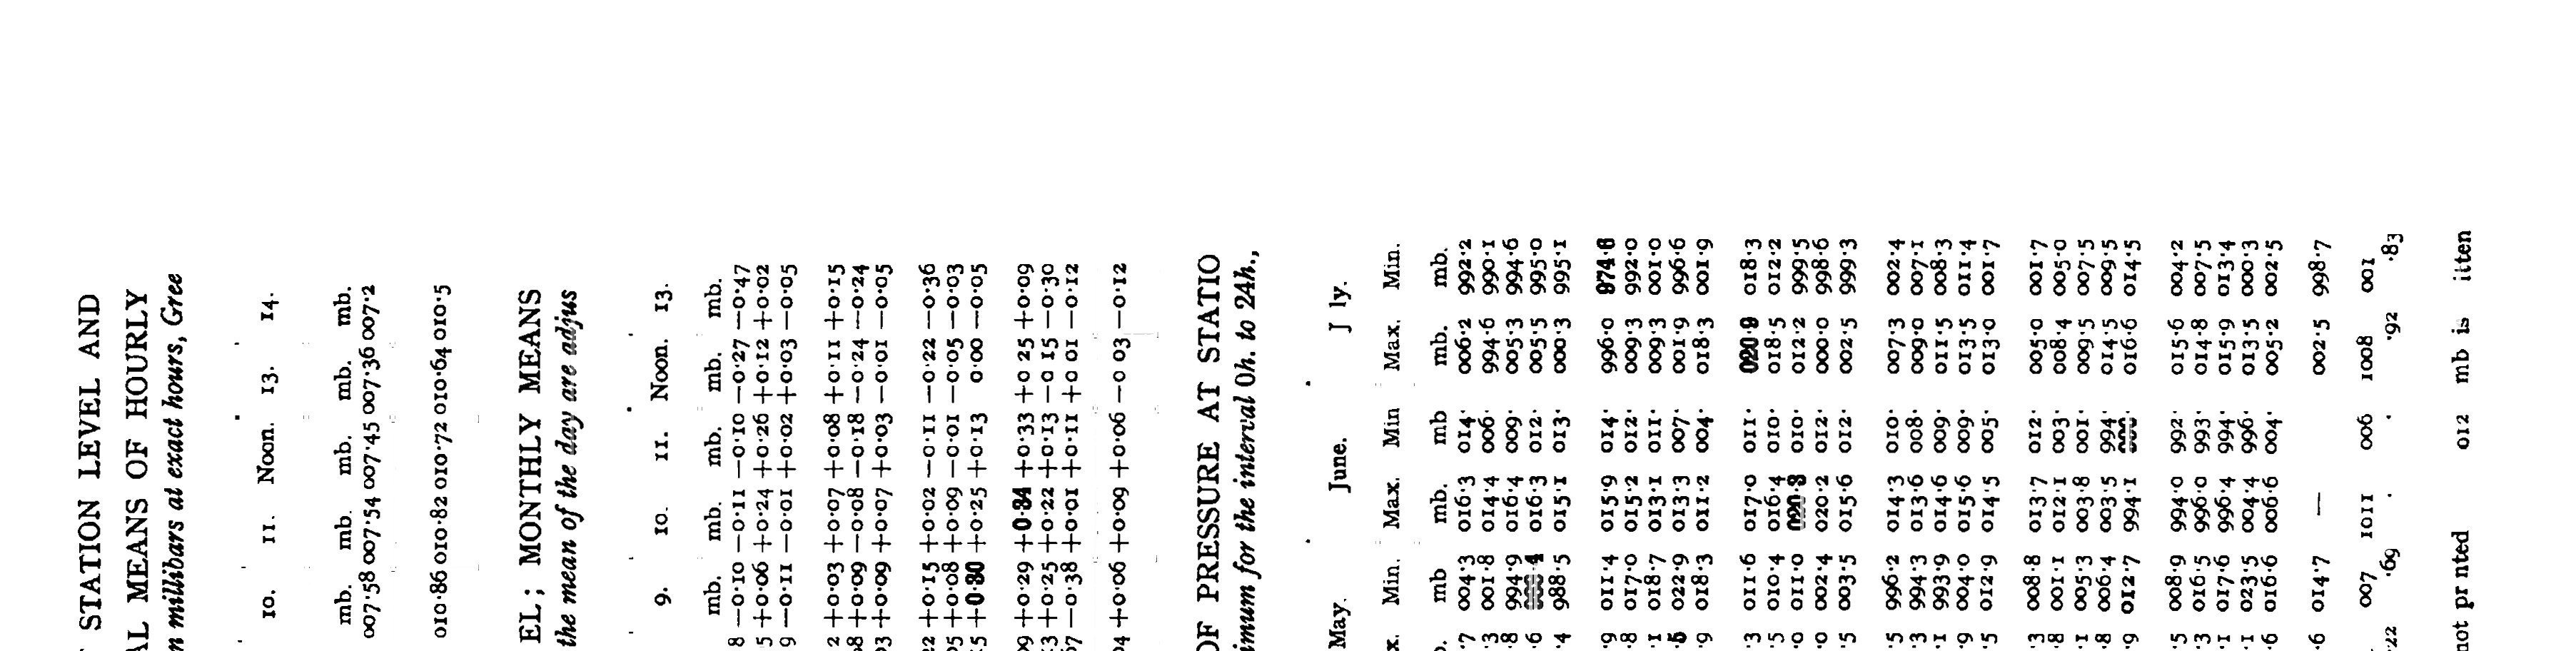 STATION LEVEL AND
AL MEANS OF HOURLY
n millibars at exact hours, Gree
10. 11. Noon. 13. 14.
mb. mb. mb. mb. mb.
007·58 007·54 007·45 007·36 007·2
010·86 010·82 010·72 010·64 010·5
EL; MONTHLY MEANS
the mean of the day are adjus
9. 10. 11. Noon. 13.
mb. mb. mb. mb. mb.
8 —0·10 —0·11 —0·10 —0·27 —0·47
5 +0·06 +0·24 +0·26 +0·12 +0·02
9 —0·11 —0·01 +0·02 +0·03 —0·05
2 +0·03 +0·07 +0·08 +0·11 +0·15
8 +0·09 —0·08 —0·18 —0·24 —0·24
3 +0·09 +0·07 +0·03 —0·01 —0·05
22 +0·15 +0·02 —0·11 —0·22 —0·36
5 +0·08 +0·09 —0·01 —0·05 —0·03
5 +0·30 +0·25 +0·13 0·00 —0·05
9 +0·29 +0·34 +0·33 +0 25 +0·09
3 +0·25 +0·22 +0·13 —0 15 —0·30
7 —0·38 +0·01 +0·11 +0 01 —0·12
4 +0·06 +0·09 +0·06 —0 03 —0·12
OF PRESSURE AT STATIO
imum for the interval 0h. to 24h.,
May. June. J ly.
x. Min. Max. Min Max. Min.
b. mb mb. mb mb. mb.
·7 004·3 016·3 014· 006·2 992·2
·3 001·8 014·4 006· 994·6 990·1
·8 994·9 016·4 009· 005·3 994·6
·6 016·3 012· 005·5 995·0
·4 988·5 015·1 013· 000·3 995·1
·9 011·4 015·9 014· 996·0 974·6
·8 017·0 015·2 012· 009·3 992·0
·1 018·7 013·1 011· 009·3 001·0
022·9 013·3 007· 001·9 996·6
·9 018·3 011·2 004· 018·3 001·9
·3 011·6 017·0 011· 020·9 018·3
·5 010·4 016·4 010· 018·5 012·2
·0 011·0 010· 012·2 999·5
·0 002·4 020·2 012· 000·0 998·6
·5 003·5 015·6 012· 002·5 999·3
·5 996·2 014·3 010· 007·3 002·4
·3 994·3 013·6 008· 009·0 007·1
·1 993·9 014·6 009· 011·5 008·3
·9 004·0 015·6 009· 013·5 011·4
·5 012·9 014·5 005· 013·0 001·7
·3 008·8 013·7 012· 005·0 001·7
·8 001·1 012·1 003· 008·4 005·0
·1 005·3 003·8 001· 009·5 007·5
·8 006·4 003·5 994· 014·5 009·5
·9 012·7 994·1 016·6 014·5
·5 008·9 994·0 992· 015·6 004·2
·3 016·5 996·0 993· 014·8 007·5
·1 017·6 996·4 994· 015·9 013·4
·1 023·5 004·4 996· 013·5 000·3
·6 016·6 006·6 004· 005·2 002·5
·6 014·7 — 002·5 998·7
007 1011 006 1008 001
·22 ·69 · · ·92 ·83
not pr nted 012 mb is itten